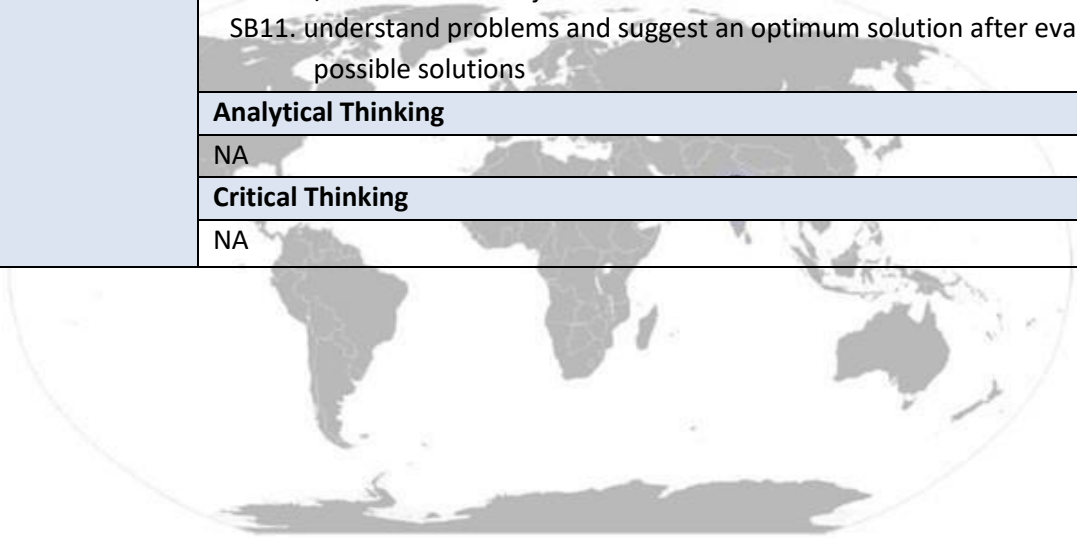 SB11. understand problems and suggest an optimum solution after eva
possible solutions
Analytical Thinking
NA
Critical Thinking
NA